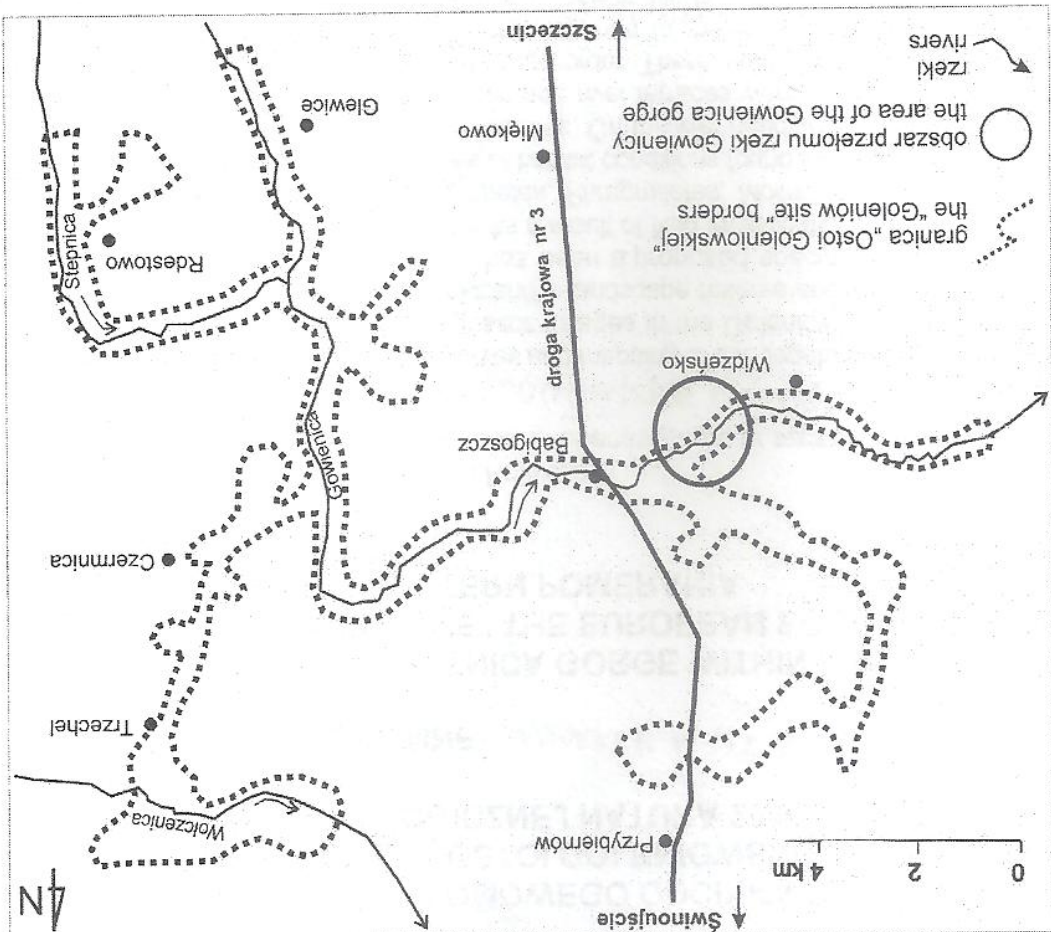 Świnoujście
N
0 2 4 km
Przybiernów
Wołczenica
Trzechel
Czermnica
Gowienica
Babigoszcz
Widzeńsko
droga krajowa nr 3
Stepnica
Rdestowo
granica „Ostoi Goleniowskiej”
the "Goleniów site" borders
obszar przełomu rzeki Gowienicy
the area of the Gowienica gorge
rzeki
rivers
Miękowo
Glewice
Szczecin